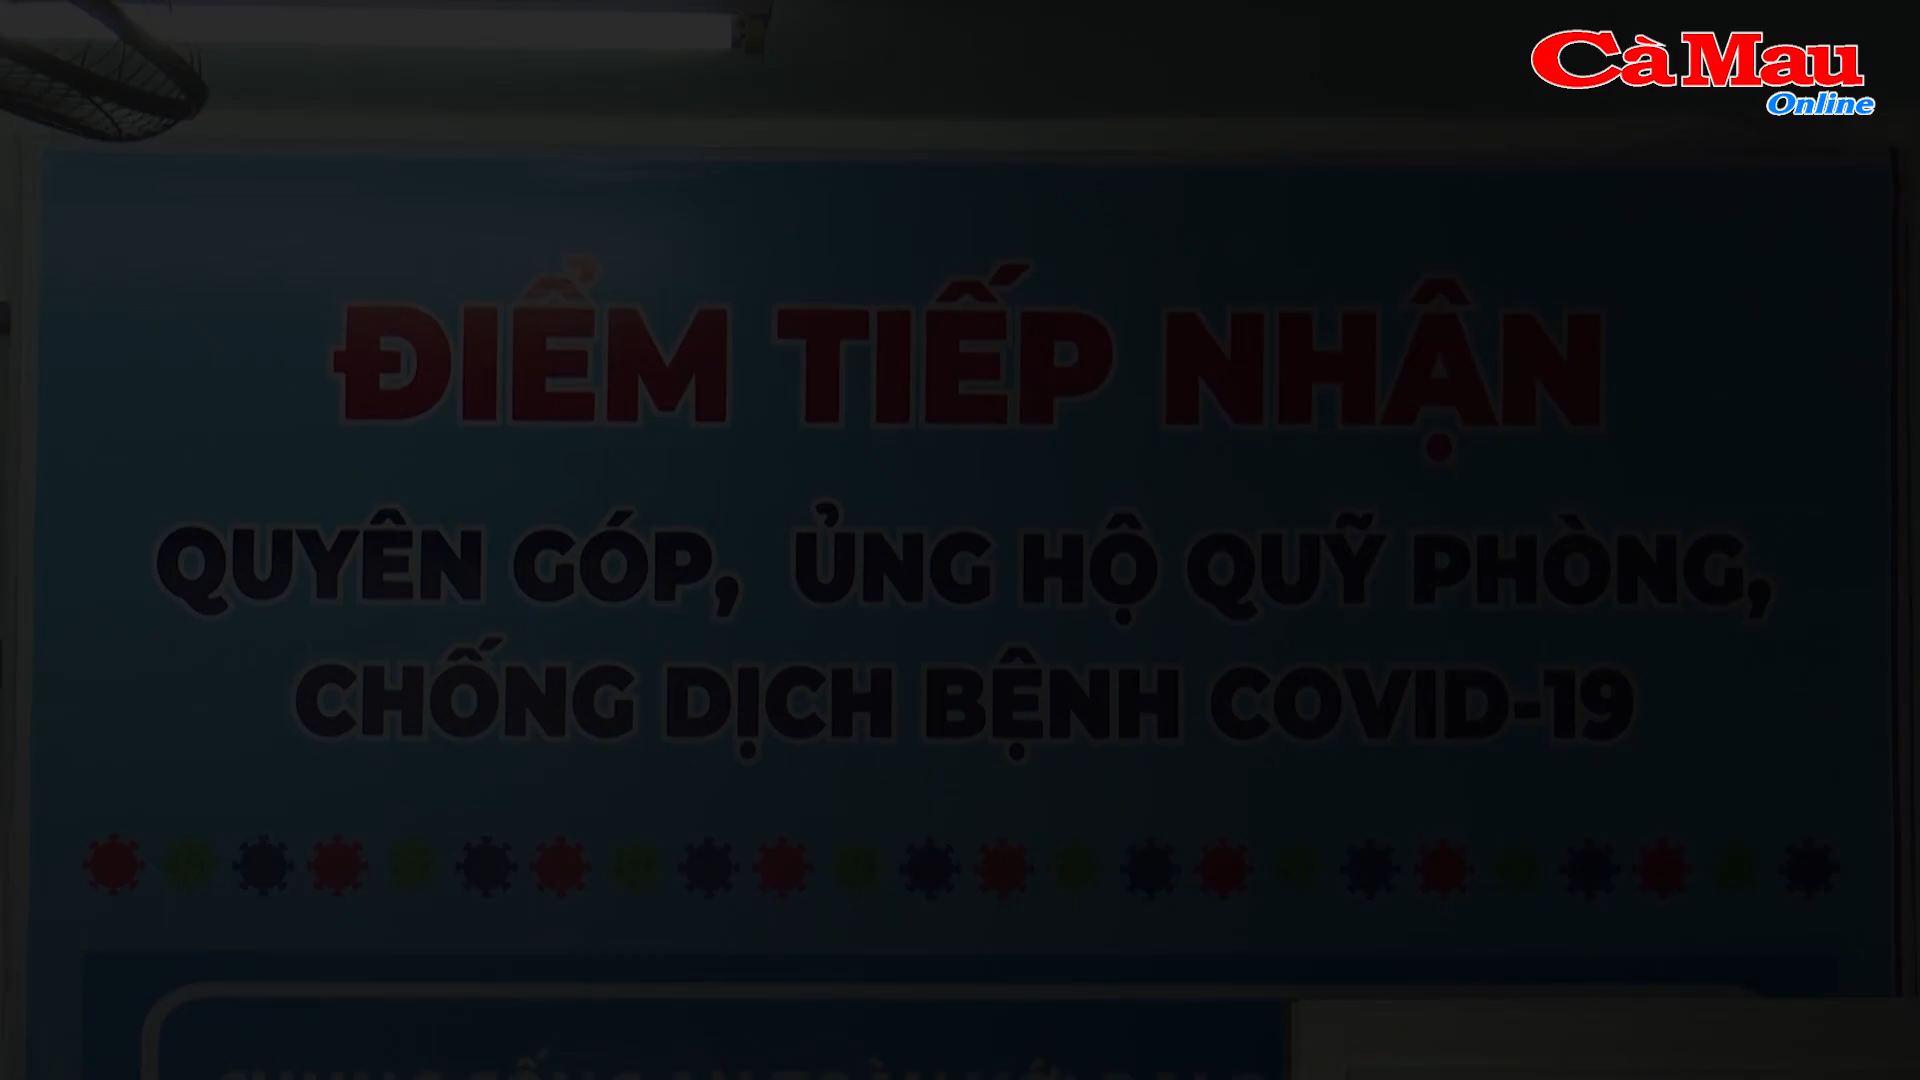 Cà Mau
Online
ĐIỂM TIẾP NHẬN
QUYÊN GÓP, ỦNG HỘ QUỸ PHÒNG,
CHỐNG DỊCH BỆNH COVID-19